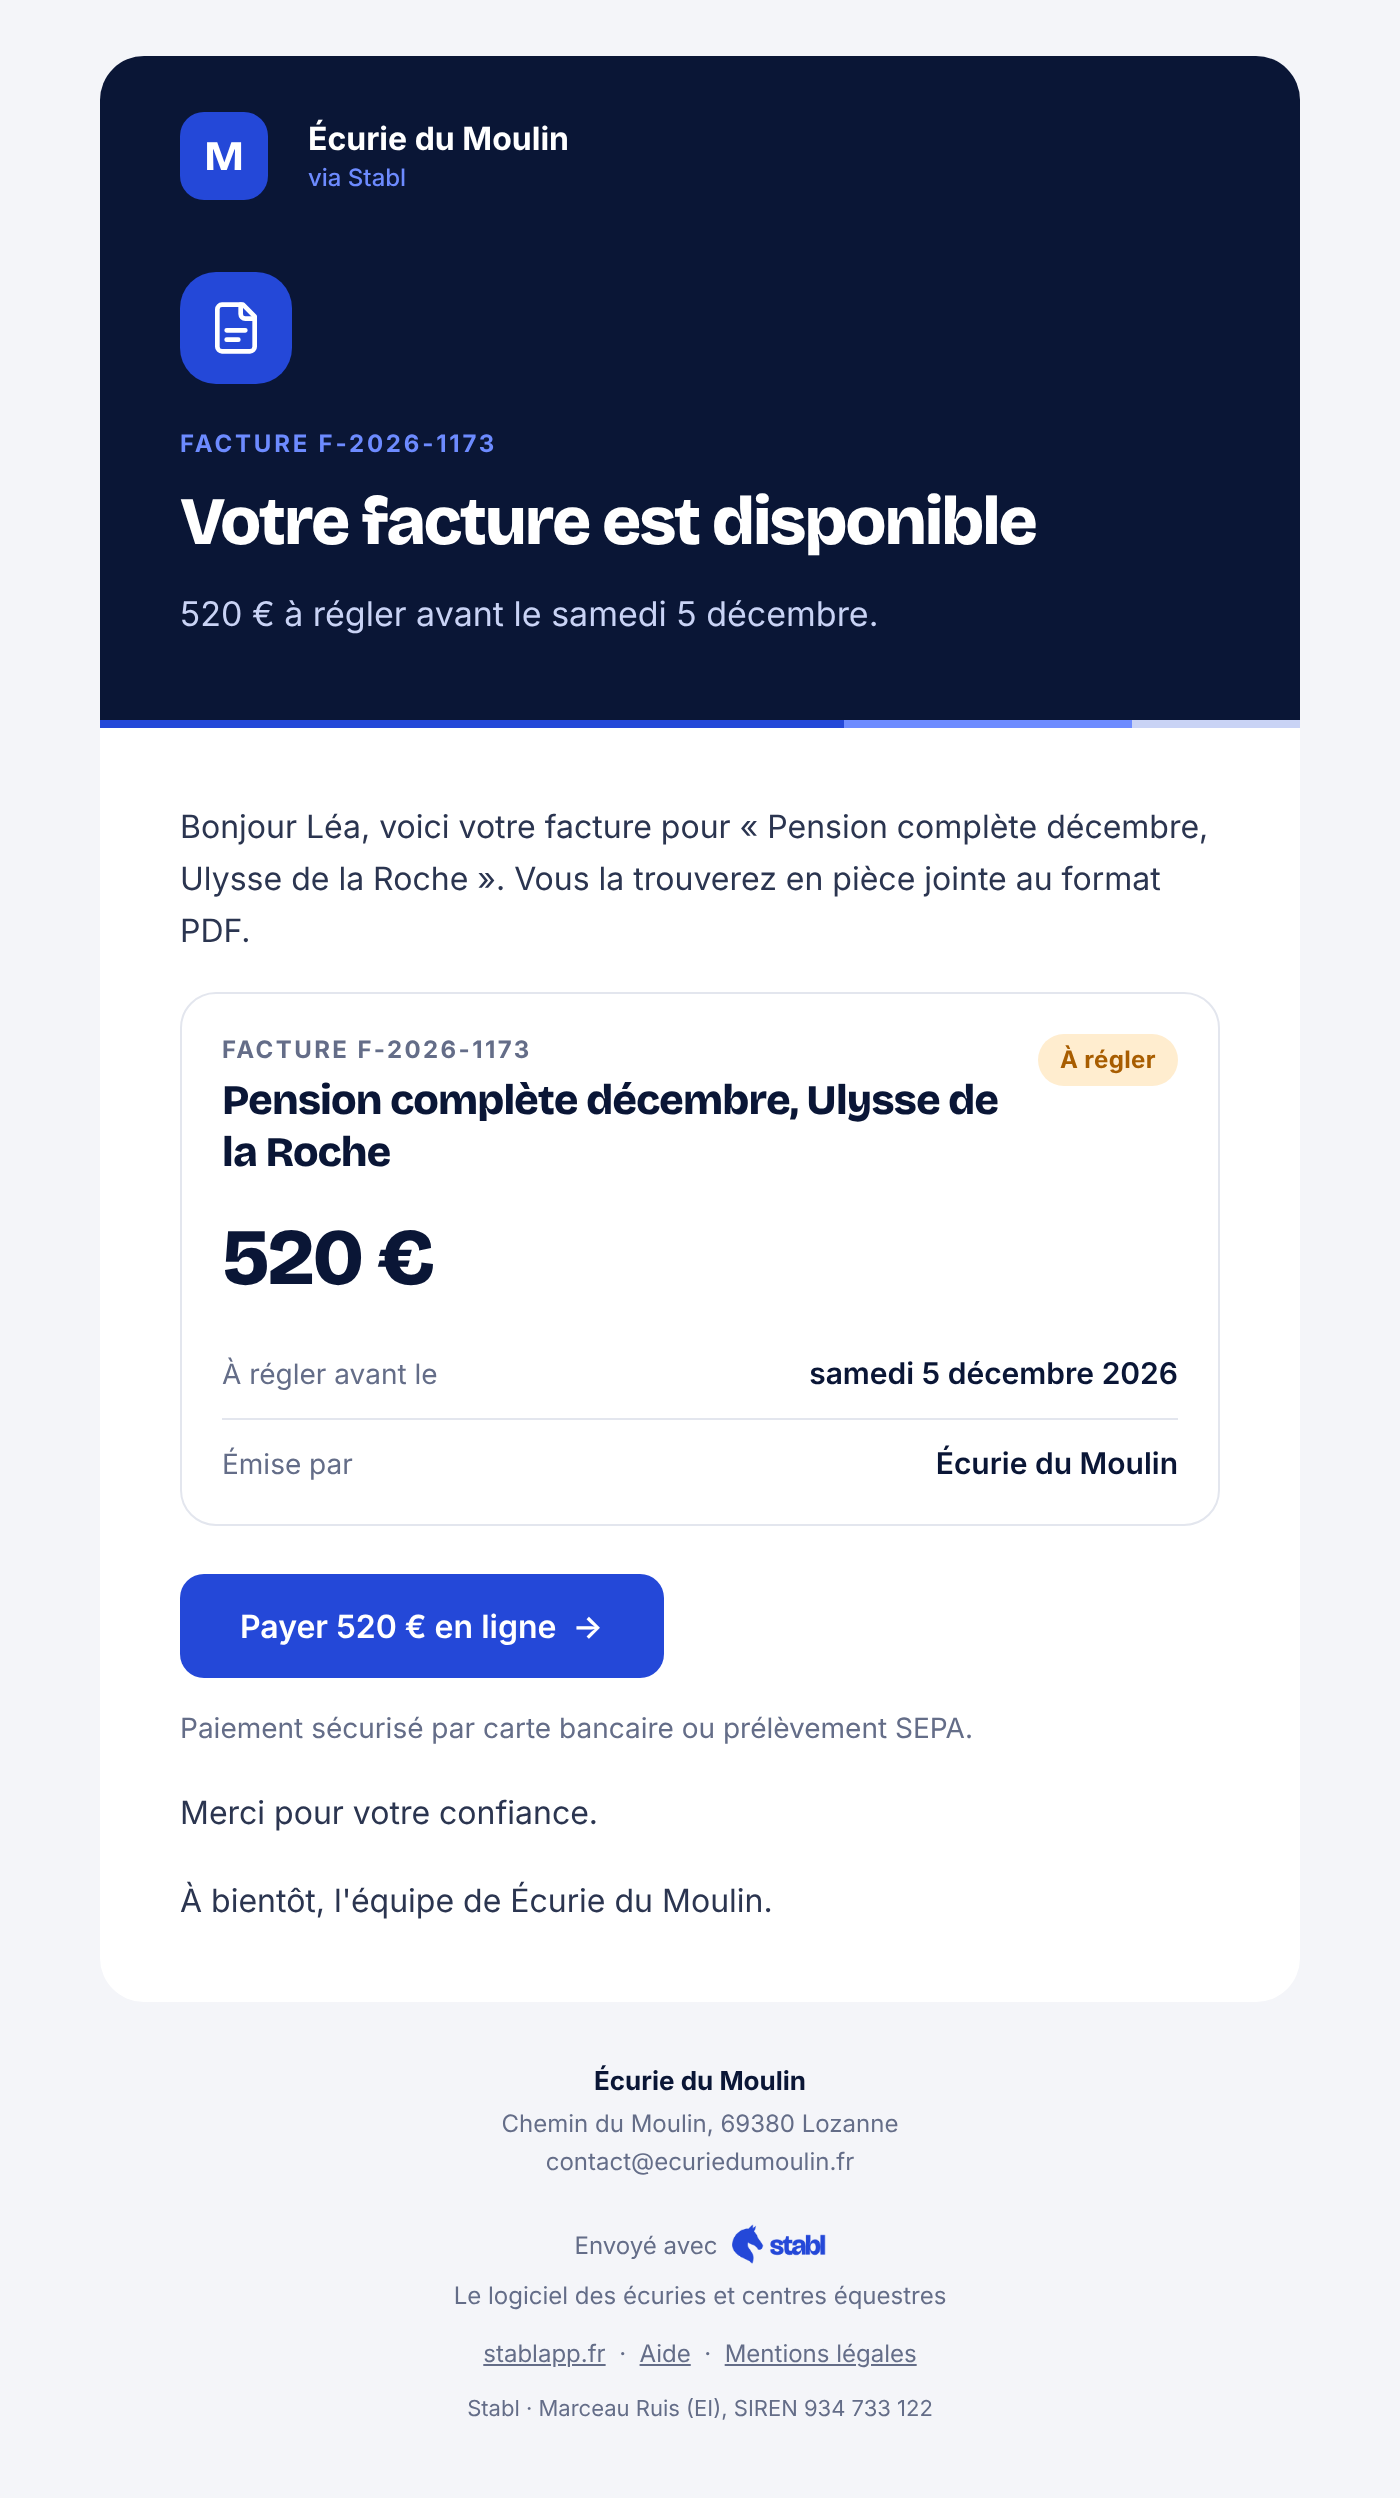 M
Écurie du Moulin
via Stabl
FACTURE F-2026-1173
Votre facture est disponible
520 € à régler avant le samedi 5 décembre.
Bonjour Léa, voici votre facture pour « Pension complète décembre,
Ulysse de la Roche ». Vous la trouverez en pièce jointe au format
PDF.
FACTURE F-2026-1173
À régler
Pension complète décembre, Ulysse de
la Roche
520 €
À régler avant le samedi 5 décembre 2026
Émise par Écurie du Moulin
Payer 520 € en ligne →
Paiement sécurisé par carte bancaire ou prélèvement SEPA.
Merci pour votre confiance.
À bientôt, l'équipe de Écurie du Moulin.
Écurie du Moulin
Chemin du Moulin, 69380 Lozanne
contact@ecuriedumoulin.fr
Envoyé avec stabl
Le logiciel des écuries et centres équestres
stablapp.fr · Aide · Mentions légales
Stabl · Marceau Ruis (EI), SIREN 934 733 122